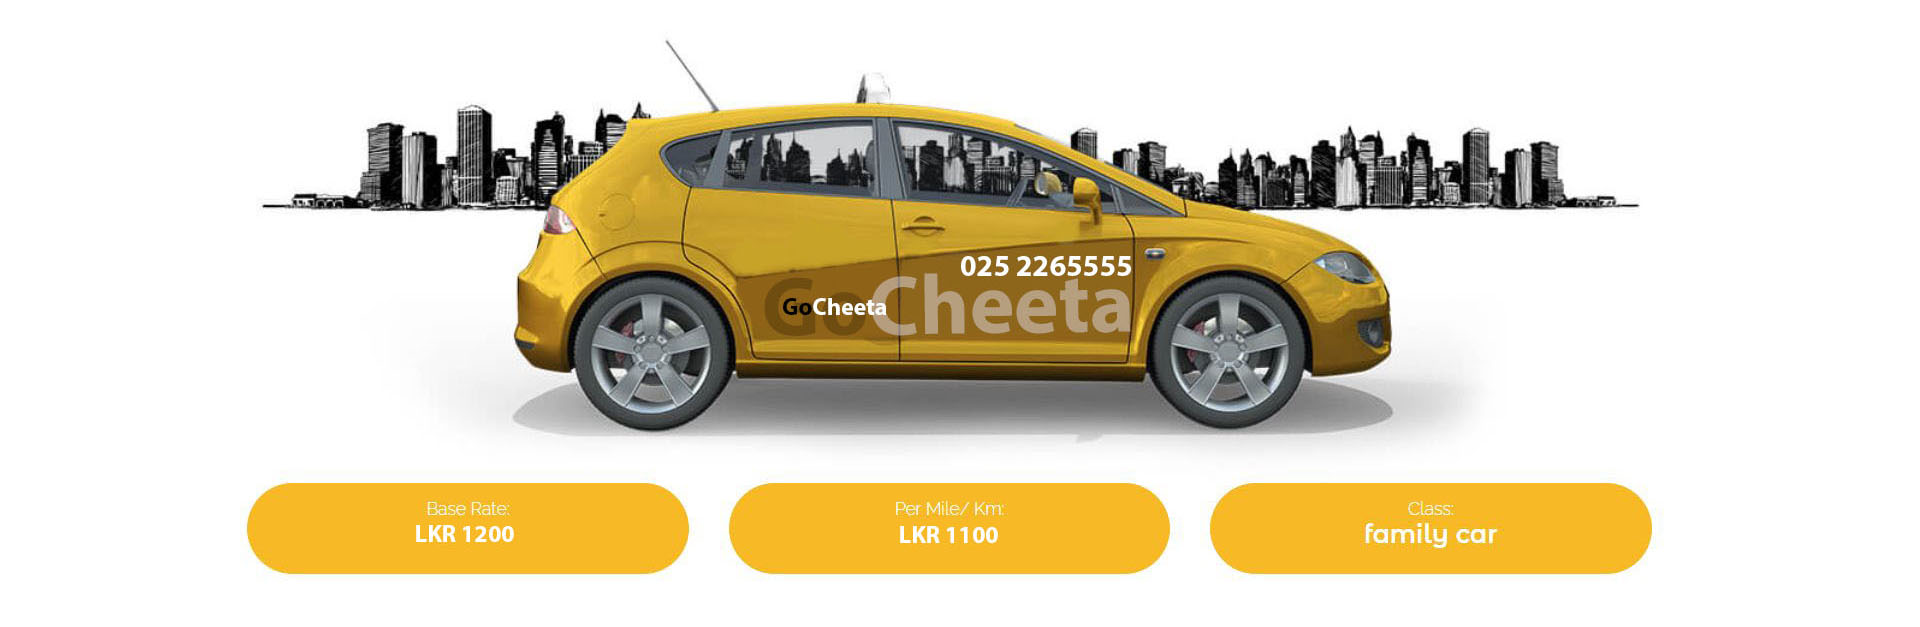 025 2265555
GoCheeta
GoCheeta
Base Rate:
LKR 1200
Per Mile/ Km:
LKR 1100
Class:
family car